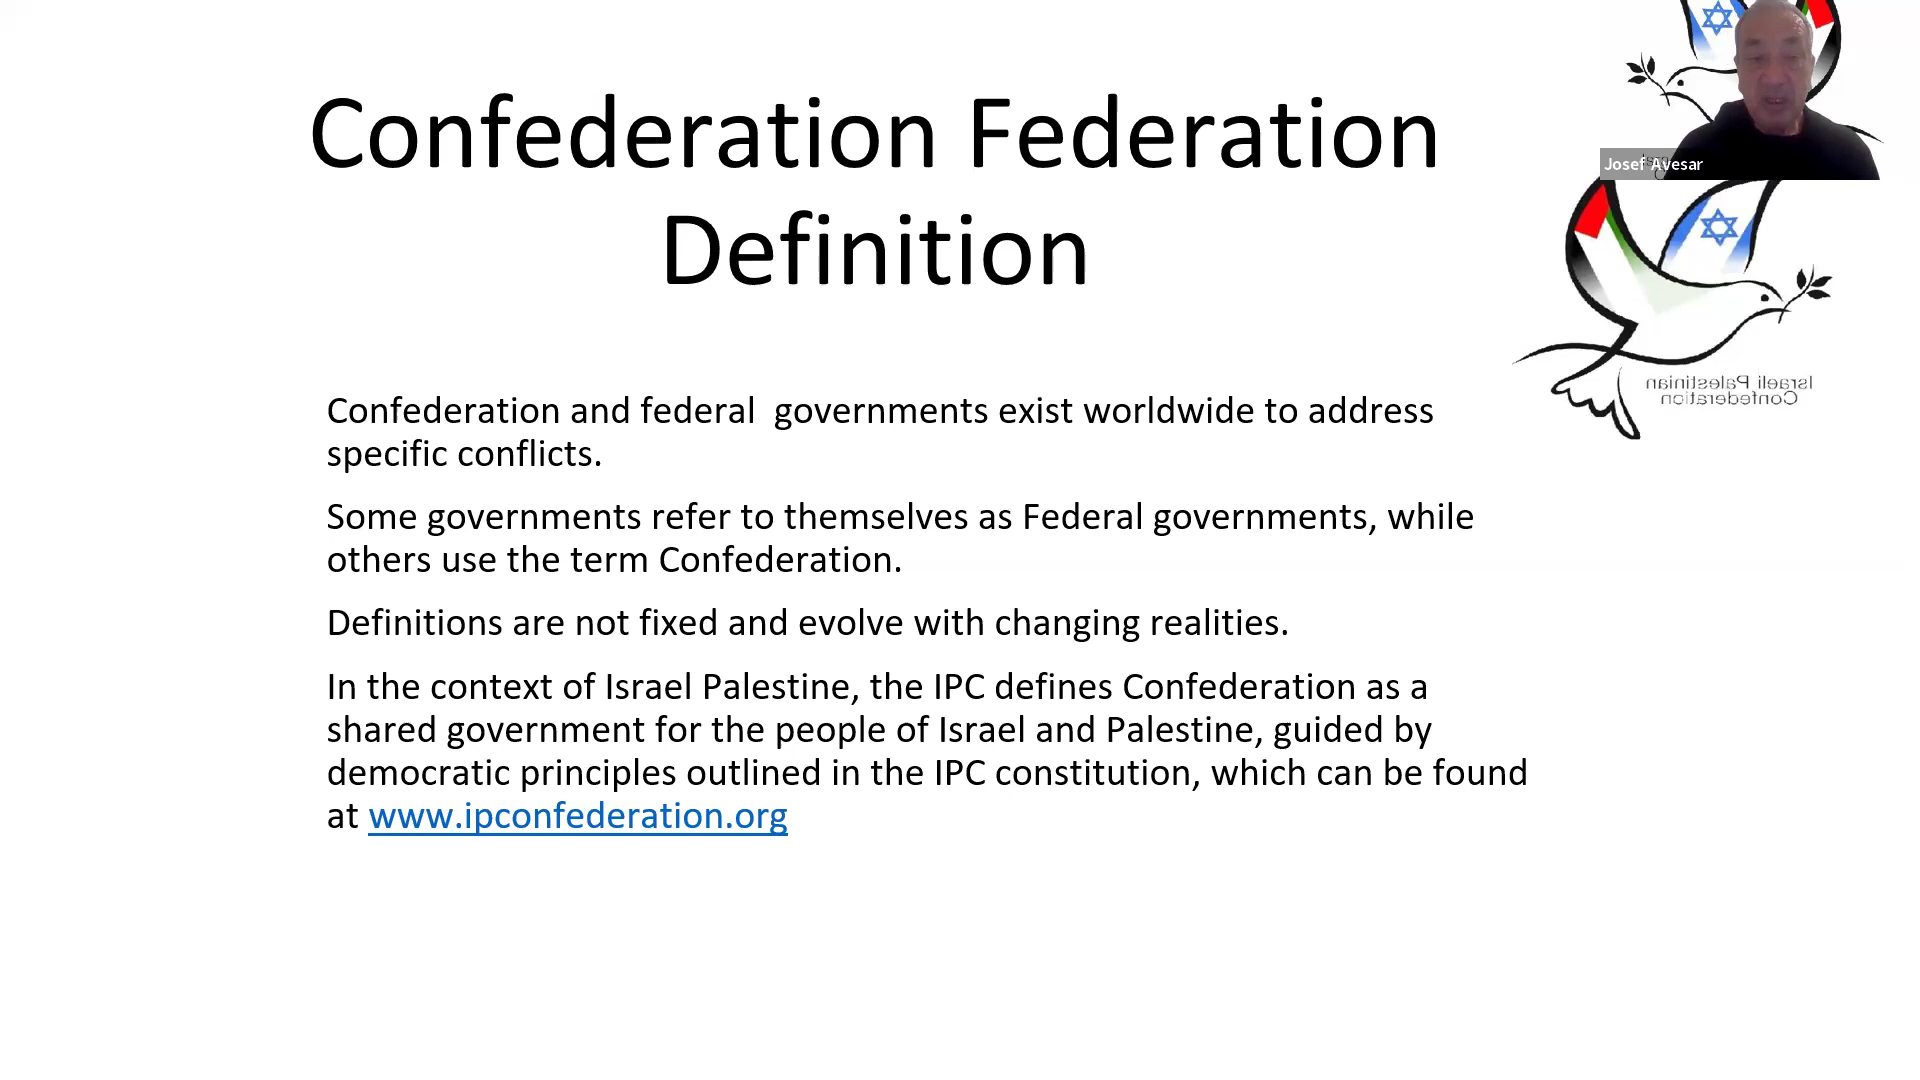 Confederation Federation
Definition
Josef Avesar
Israeli Palestinian
Confederation
Confederation and federal  governments exist worldwide to address
specific conflicts.
Some governments refer to themselves as Federal governments, while
others use the term Confederation.
Definitions are not fixed and evolve with changing realities.
In the context of Israel Palestine, the IPC defines Confederation as a
shared government for the people of Israel and Palestine, guided by
democratic principles outlined in the IPC constitution, which can be found
at www.ipconfederation.org